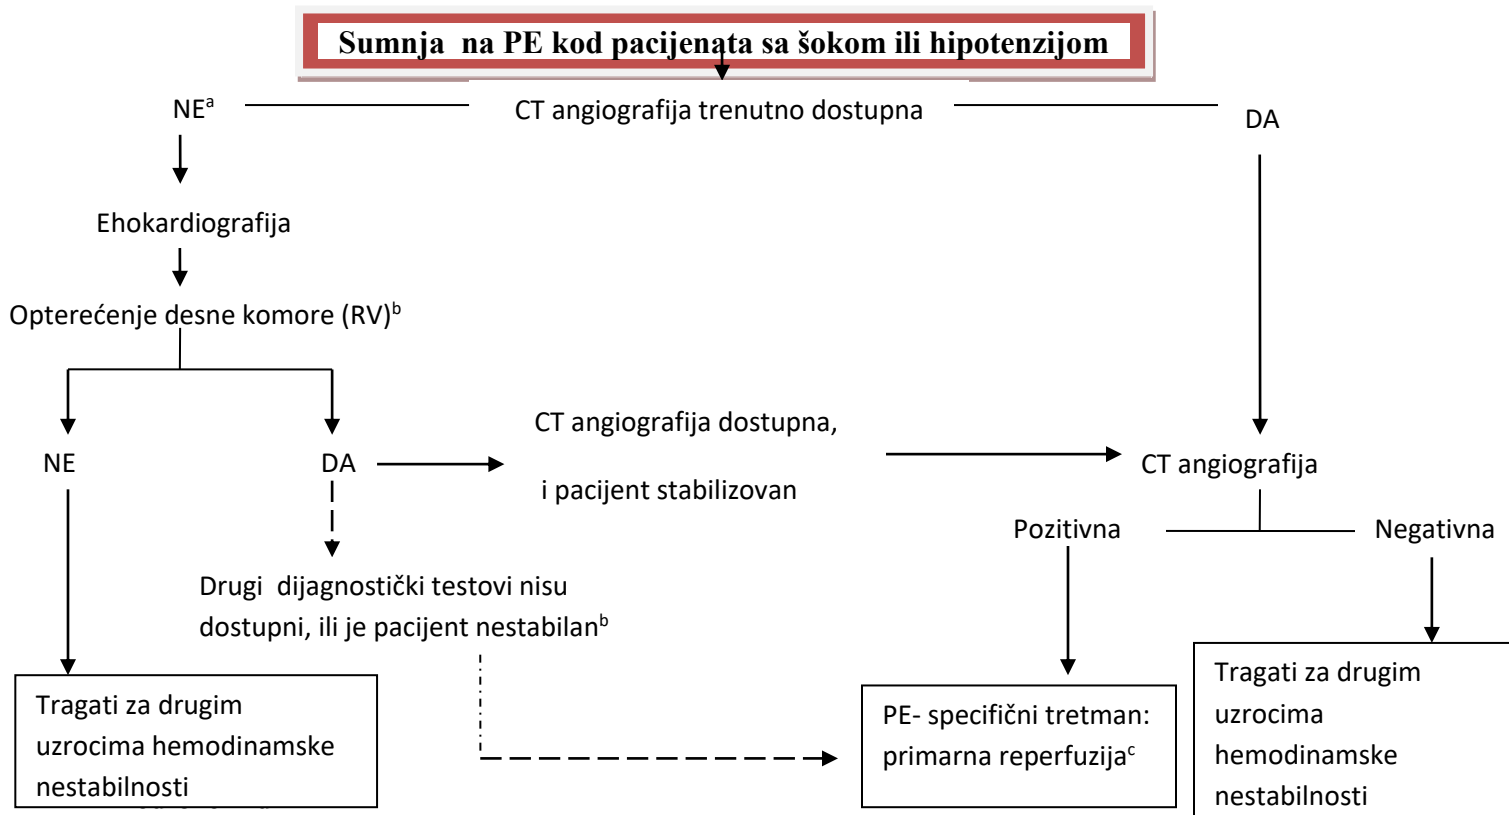 Sumnja na PE kod pacijenata sa šokom ili hipotenzijom
NEᵃ
CT angiografija trenutno dostupna
DA
Ehokardiografija
Opterećenje desne komore (RV)ᵇ
NE
DA
CT angiografija dostupna,
i pacijent stabilizovan
CT angiografija
Pozitivna
Negativna
Drugi dijagnostički testovi nisu
dostupni, ili je pacijent nestabilanᵇ
Tragati za drugim
uzrocima hemodinamske
nestabilnosti
PE- specifični tretman:
primarna reperfuzijaᶜ
Tragati za drugim
uzrocima
hemodinamske
nestabilnosti